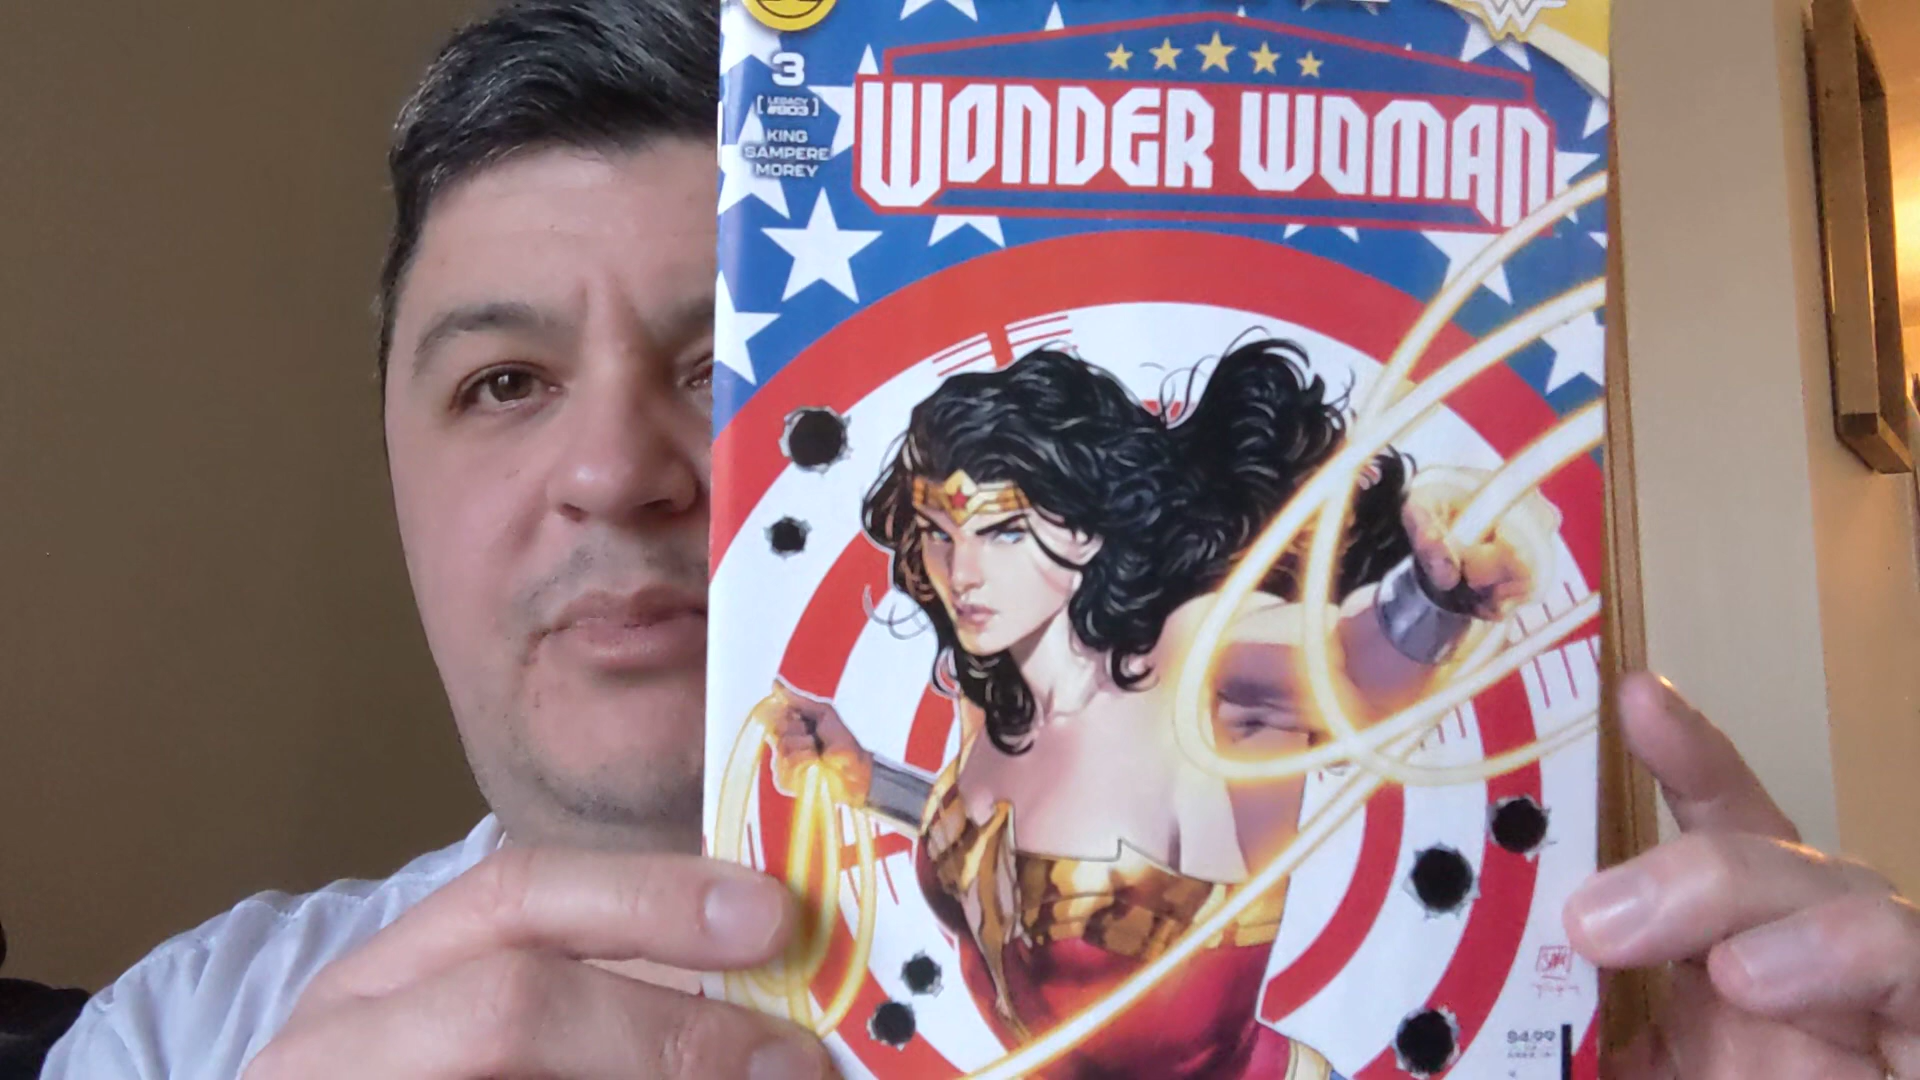 3
[ LEGACY #803 ]
KING
SAMPERE
MOREY
WONDER WOMAN
$4.99